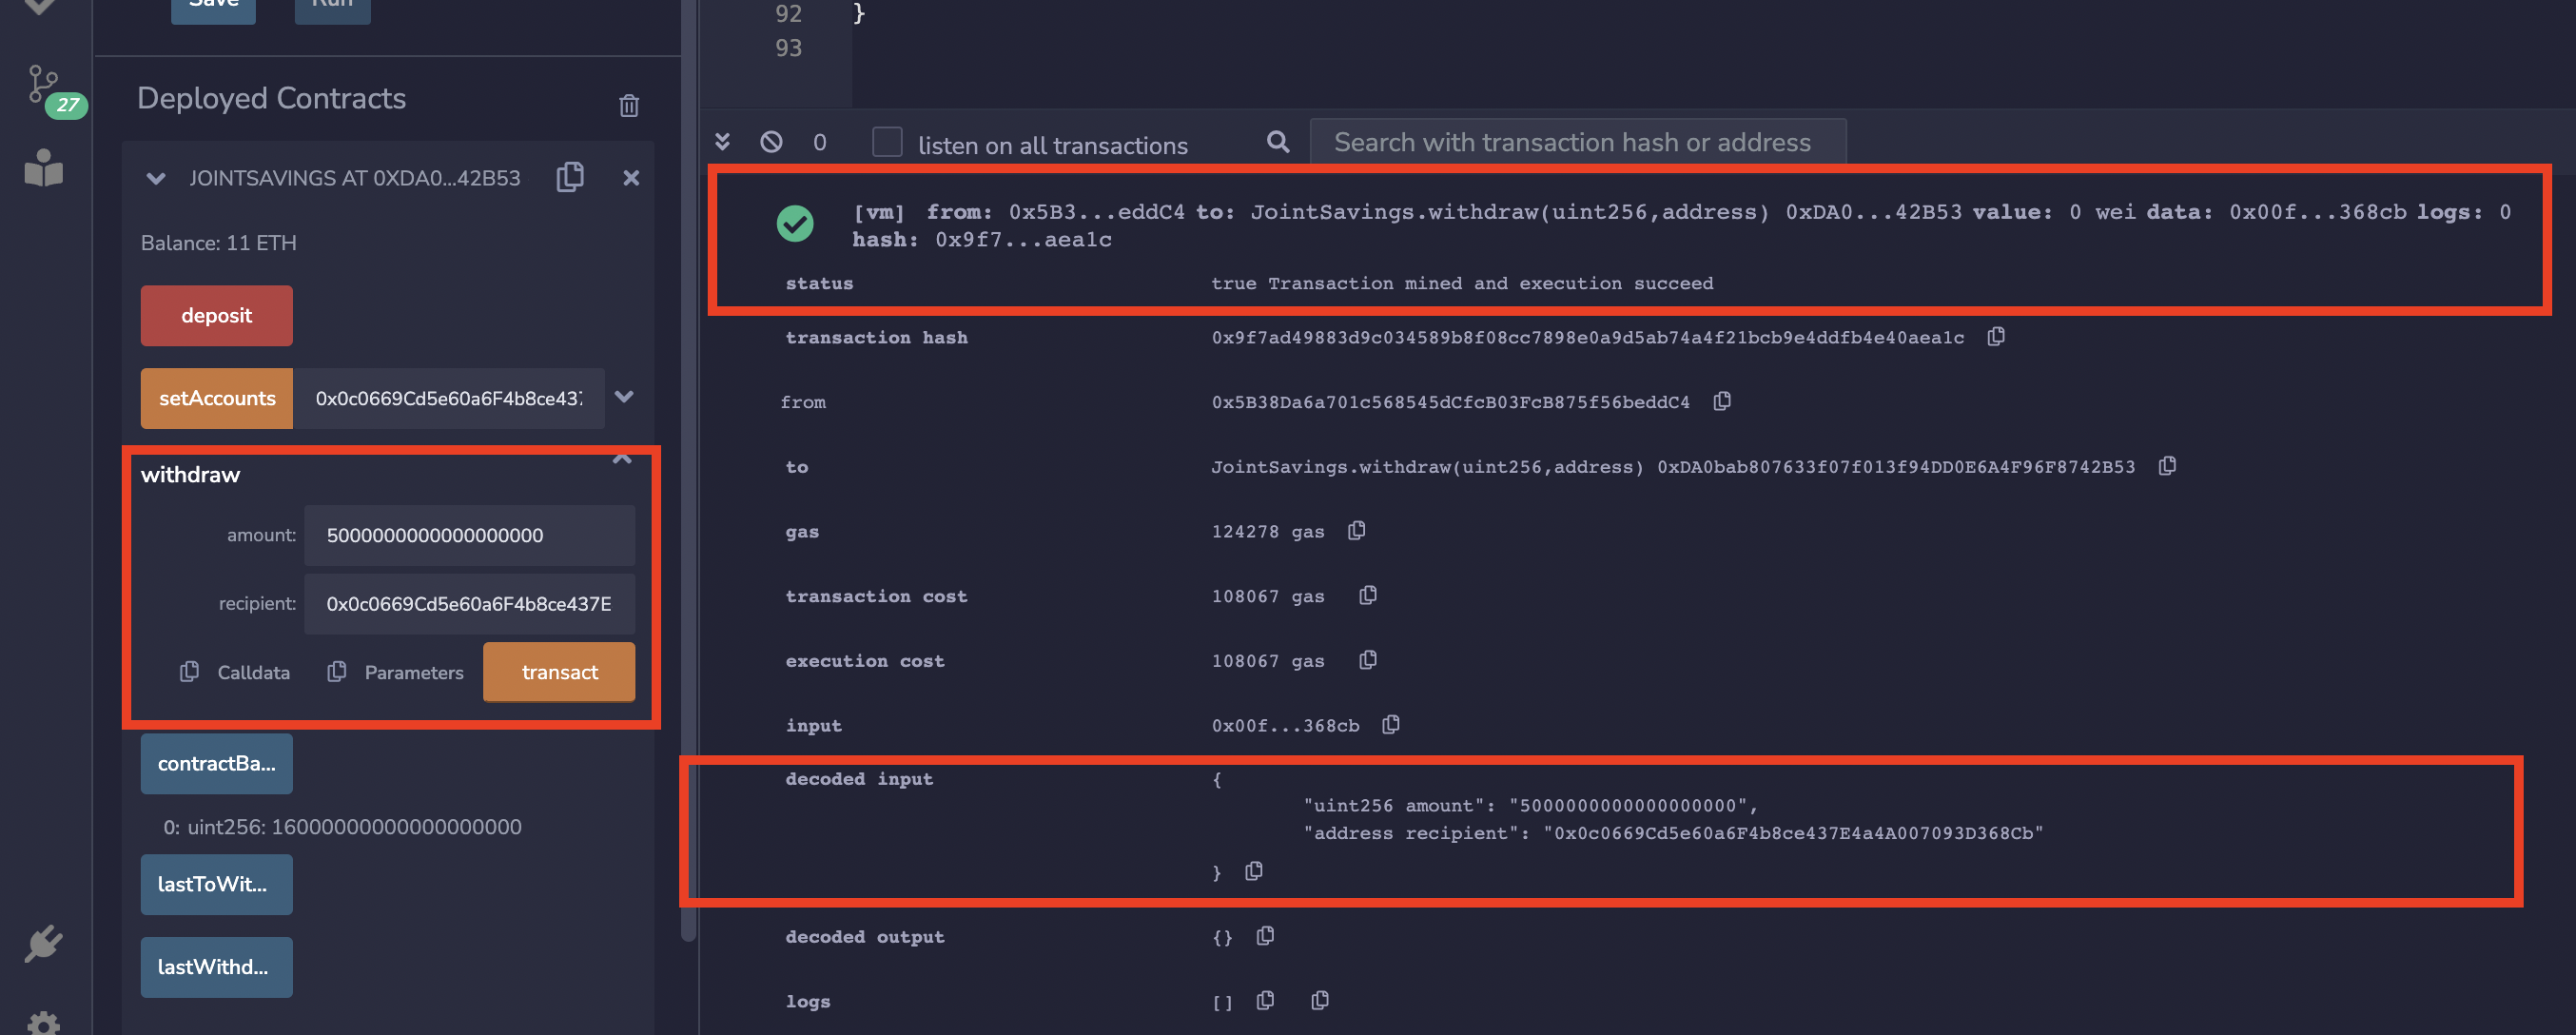 Save Run
27
Deployed Contracts
JOINTSAVINGS AT 0XDA0...42B53
Balance: 11 ETH
deposit
setAccounts 0x0c0669Cd5e60a6F4b8ce437
withdraw
amount: 5000000000000000000
recipient: 0x0c0669Cd5e60a6F4b8ce437E
Calldata Parameters transact
contractBa...
0: uint256: 16000000000000000000
lastToWit...
lastWithd...
92 }
93
0 listen on all transactions Search with transaction hash or address
[vm] from: 0x5B3...eddC4 to: JointSavings.withdraw(uint256,address) 0xDA0...42B53 value: 0 wei data: 0x00f...368cb logs: 0
hash: 0x9f7...aea1c
status true Transaction mined and execution succeed
transaction hash 0x9f7ad49883d9c034589b8f08cc7898e0a9d5ab74a4f21bcb9e4ddfb4e40aea1c
from 0x5B38Da6a701c568545dCfcB03FcB875f56beddC4
to JointSavings.withdraw(uint256,address) 0xDA0bab807633f07f013f94DD0E6A4F96F8742B53
gas 124278 gas
transaction cost 108067 gas
execution cost 108067 gas
input 0x00f...368cb
decoded input {
"uint256 amount": "5000000000000000000",
"address recipient": "0x0c0669Cd5e60a6F4b8ce437E4a4A007093D368Cb"
}
decoded output {}
logs []